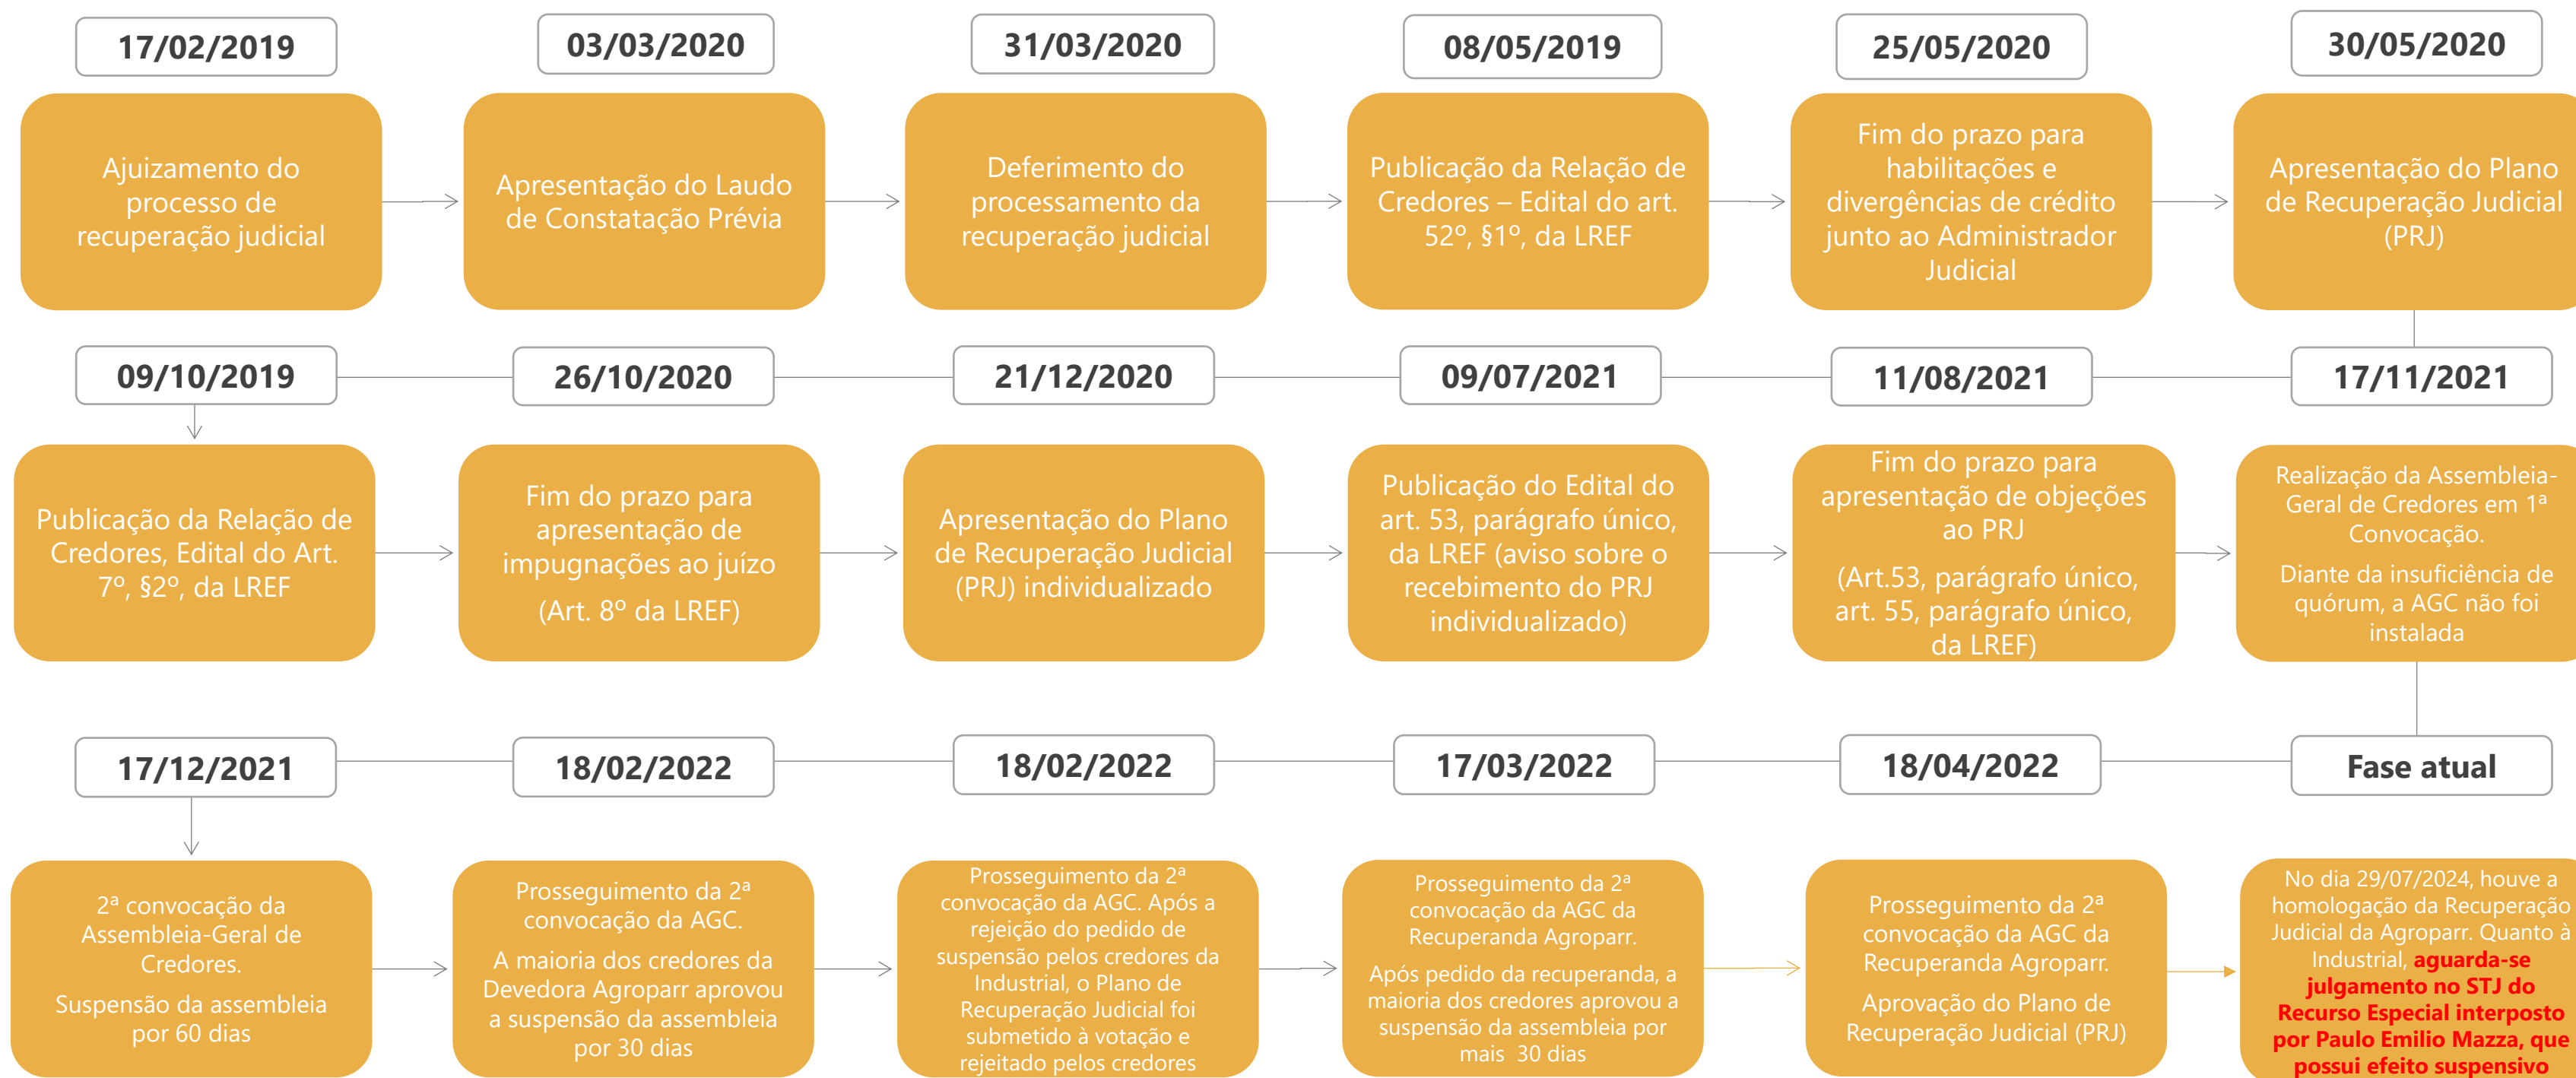 17/02/2019
03/03/2020
31/03/2020
08/05/2019
25/05/2020
30/05/2020
Ajuizamento do
processo de
recuperação judicial
Apresentação do Laudo
de Constatação Prévia
Deferimento do
processamento da
recuperação judicial
Publicação da Relação de
Credores – Edital do art.
52º, §1º, da LREF
Fim do prazo para
habilitações e
divergências de crédito
junto ao Administrador
Judicial
Apresentação do Plano
de Recuperação Judicial
(PRJ)
09/10/2019
26/10/2020
21/12/2020
09/07/2021
11/08/2021
17/11/2021
Publicação da Relação de
Credores, Edital do Art.
7º, §2º, da LREF
Fim do prazo para
apresentação de
impugnações ao juízo
(Art. 8º da LREF)
Apresentação do Plano
de Recuperação Judicial
(PRJ) individualizado
Publicação do Edital do
art. 53, parágrafo único,
da LREF (aviso sobre o
recebimento do PRJ
individualizado)
Fim do prazo para
apresentação de objeções
ao PRJ
(Art.53, parágrafo único,
art. 55, parágrafo único,
da LREF)
Realização da Assembleia-
Geral de Credores em 1ª
Convocação.
Diante da insuficiência de
quórum, a AGC não foi
instalada
17/12/2021
18/02/2022
18/02/2022
17/03/2022
18/04/2022
Fase atual
2ª convocação da
Assembleia-Geral de
Credores.
Suspensão da assembleia
por 60 dias
Prosseguimento da 2ª
convocação da AGC.
A maioria dos credores da
Devedora Agroparr aprovou
a suspensão da assembleia
por 30 dias
Prosseguimento da 2ª
convocação da AGC. Após a
rejeição do pedido de
suspensão pelos credores da
Industrial, o Plano de
Recuperação Judicial foi
submetido à votação e
rejeitado pelos credores
Prosseguimento da 2ª
convocação da AGC da
Recuperanda Agroparr.
Após pedido da recuperanda, a
maioria dos credores aprovou a
suspensão da assembleia por
mais 30 dias
Prosseguimento da 2ª
convocação da AGC da
Recuperanda Agroparr.
Aprovação do Plano de
Recuperação Judicial (PRJ)
No dia 29/07/2024, houve a
homologação da Recuperação
Judicial da Agroparr. Quanto à
Industrial, aguarda-se
julgamento no STJ do
Recurso Especial interposto
por Paulo Emilio Mazza, que
possui efeito suspensivo